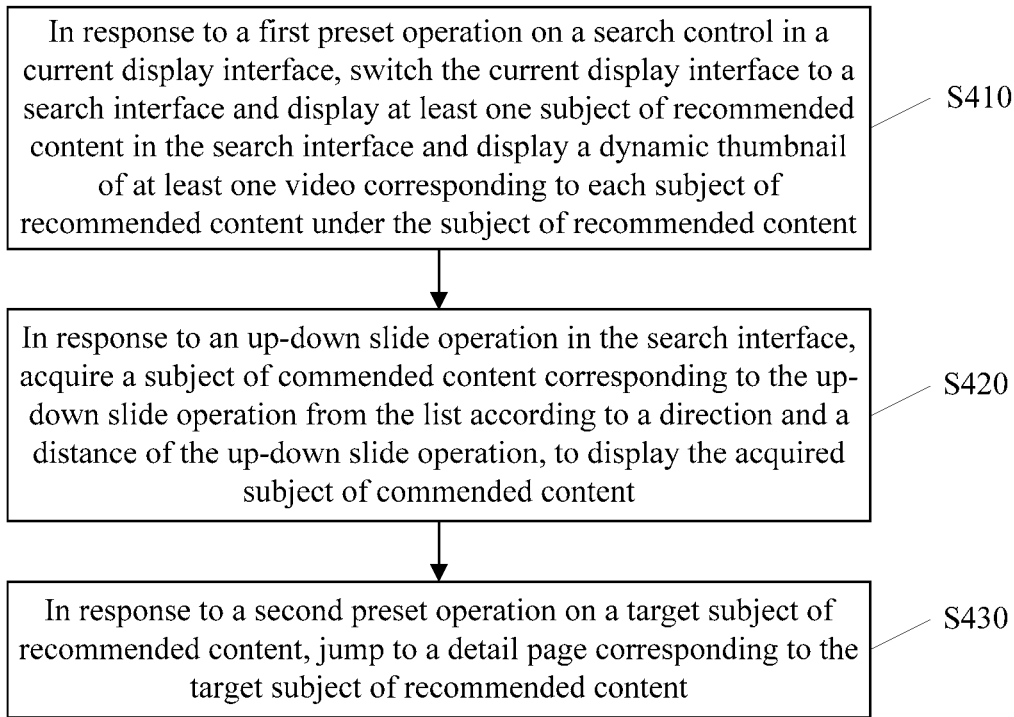 In response to a first preset operation on a search control in a
current display interface, switch the current display interface to a
search interface and display at least one subject of recommended
content in the search interface and display a dynamic thumbnail
of at least one video corresponding to each subject of
recommended content under the subject of recommended content
S410
In response to an up-down slide operation in the search interface,
acquire a subject of commended content corresponding to the up-
down slide operation from the list according to a direction and a
distance of the up-down slide operation, to display the acquired
subject of commended content
S420
In response to a second preset operation on a target subject of
recommended content, jump to a detail page corresponding to the
target subject of recommended content
S430